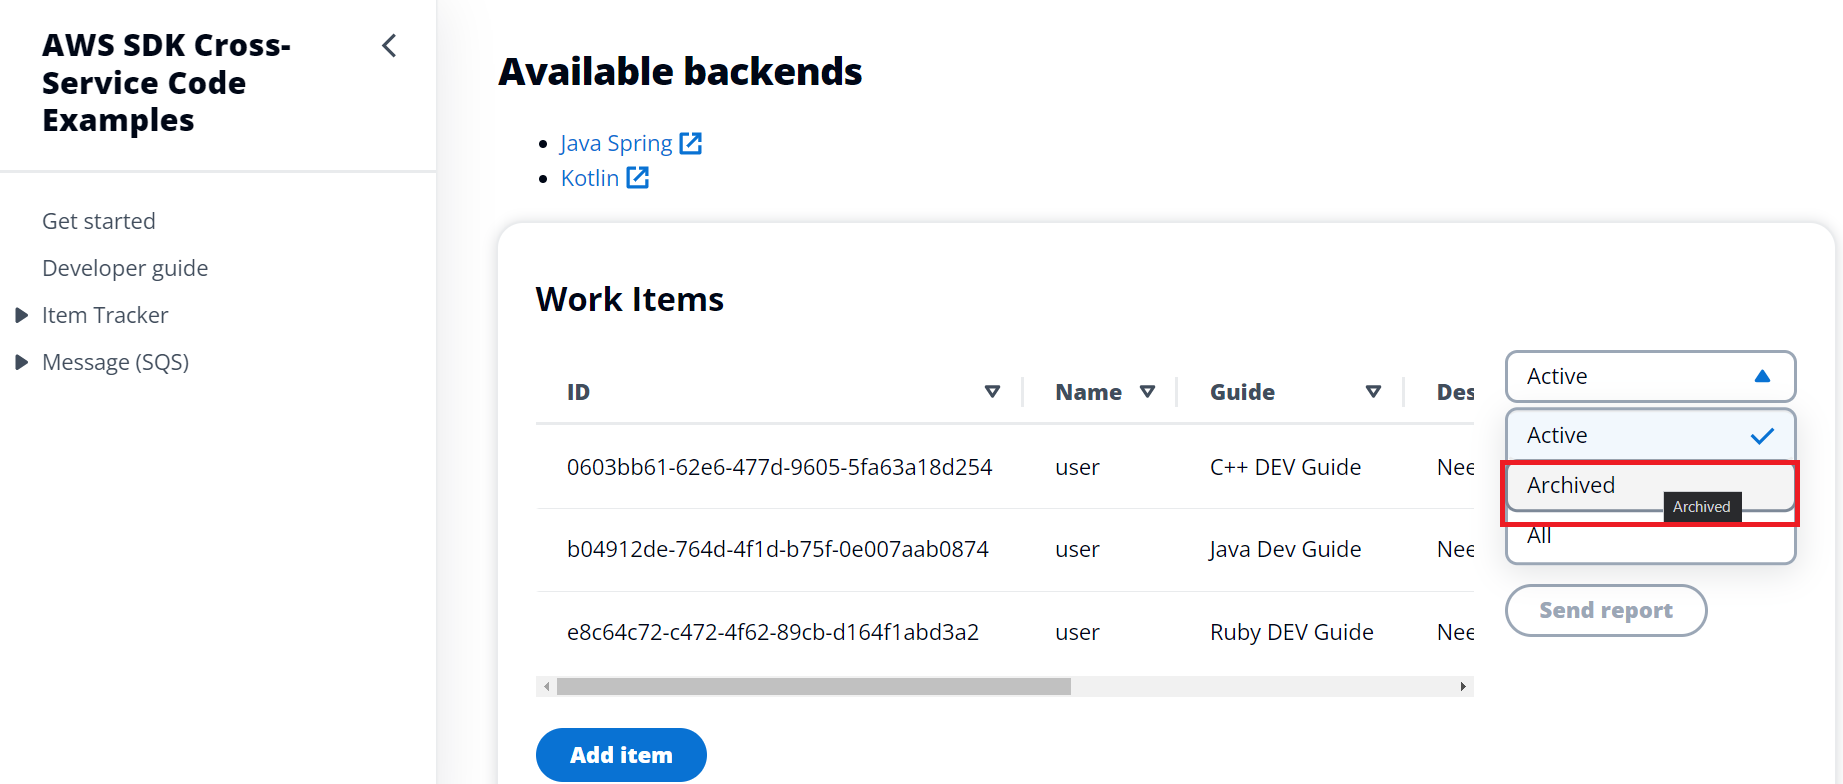 AWS SDK Cross-
Service Code
Examples
Get started
Developer guide
Item Tracker
Message (SQS)
Available backends
Java Spring
Kotlin
Work Items
ID Name Guide Des
0603bb61-62e6-477d-9605-5fa63a18d254 user C++ DEV Guide Nee
b04912de-764d-4f1d-b75f-0e007aab0874 user Java Dev Guide Nee
e8c64c72-c472-4f62-89cb-d164f1abd3a2 user Ruby DEV Guide Nee
Add item
Active
Active
Archived
Archived
All
Send report